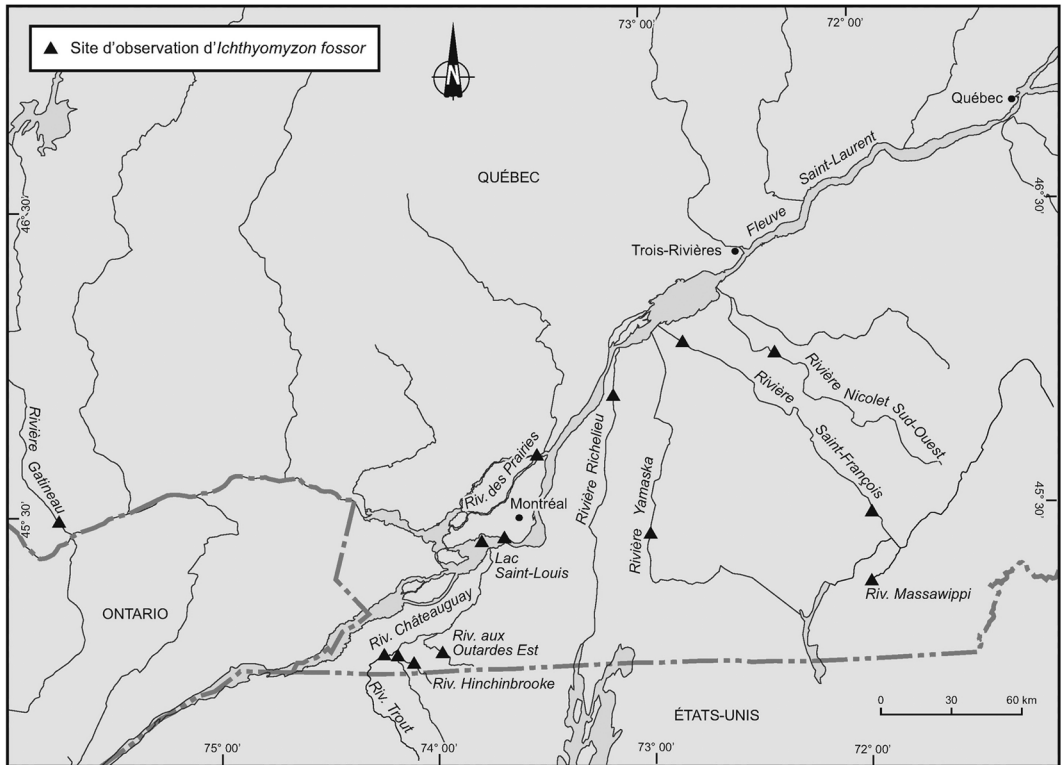 Site d'observation d'Ichthyomyzon fossor
N
73° 00'
72° 00'
Québec
QUÉBEC
Fleuve Saint-Laurent
46° 30'
46° 30'
Trois-Rivières
Rivière Nicolet Sud-Ouest
Rivière Saint-François
Rivière Gatineau
Riv. des Prairies
Rivière Richelieu
Rivière Yamaska
Montréal
45° 30'
45° 30'
Lac
Saint-Louis
Riv. Massawippi
ONTARIO
Riv. Châteauguay
Riv. aux
Outardes Est
Riv. Hinchinbrooke
Riv. Trout
ÉTATS-UNIS
0 30 60 km
75° 00'
74° 00'
73° 00'
72° 00'